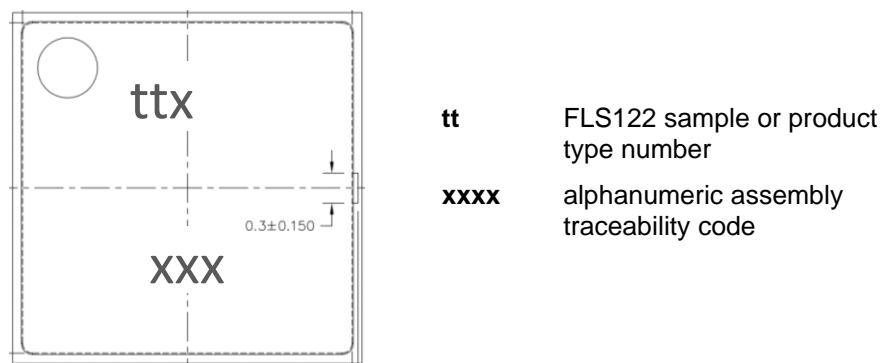 ttx
0.3±0.150
xxx
tt FLS122 sample or product
type number
xxxx alphanumeric assembly
traceability code